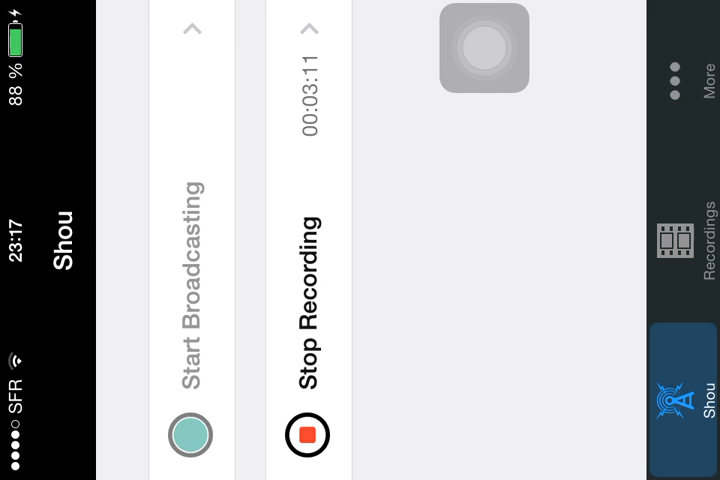 SFR 23:17 88 %
Shou
Start Broadcasting
Stop Recording 00:03:11
Shou Recordings More